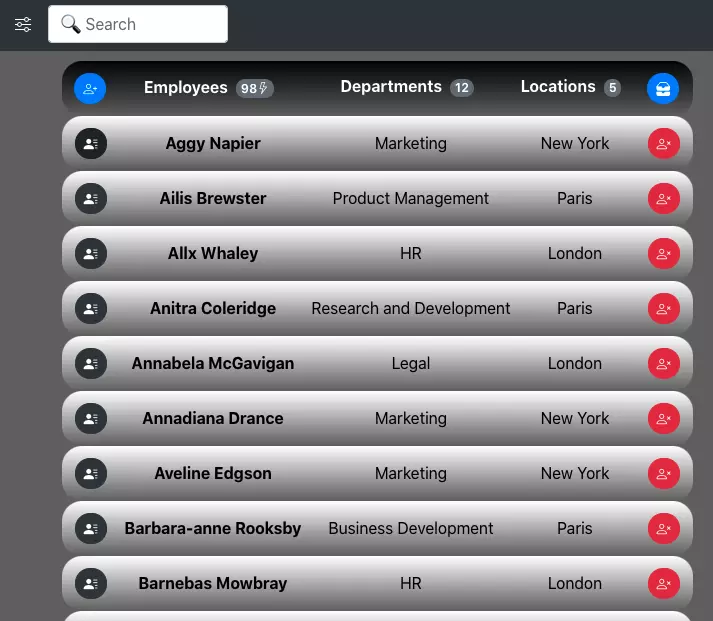 Search
Employees 98 Departments 12 Locations 5
Aggy Napier Marketing New York
Ailis Brewster Product Management Paris
Allx Whaley HR London
Anitra Coleridge Research and Development Paris
Annabela McGavigan Legal London
Annadiana Drance Marketing New York
Aveline Edgson Marketing New York
Barbara-anne Rooksby Business Development Paris
Barnebas Mowbray HR London